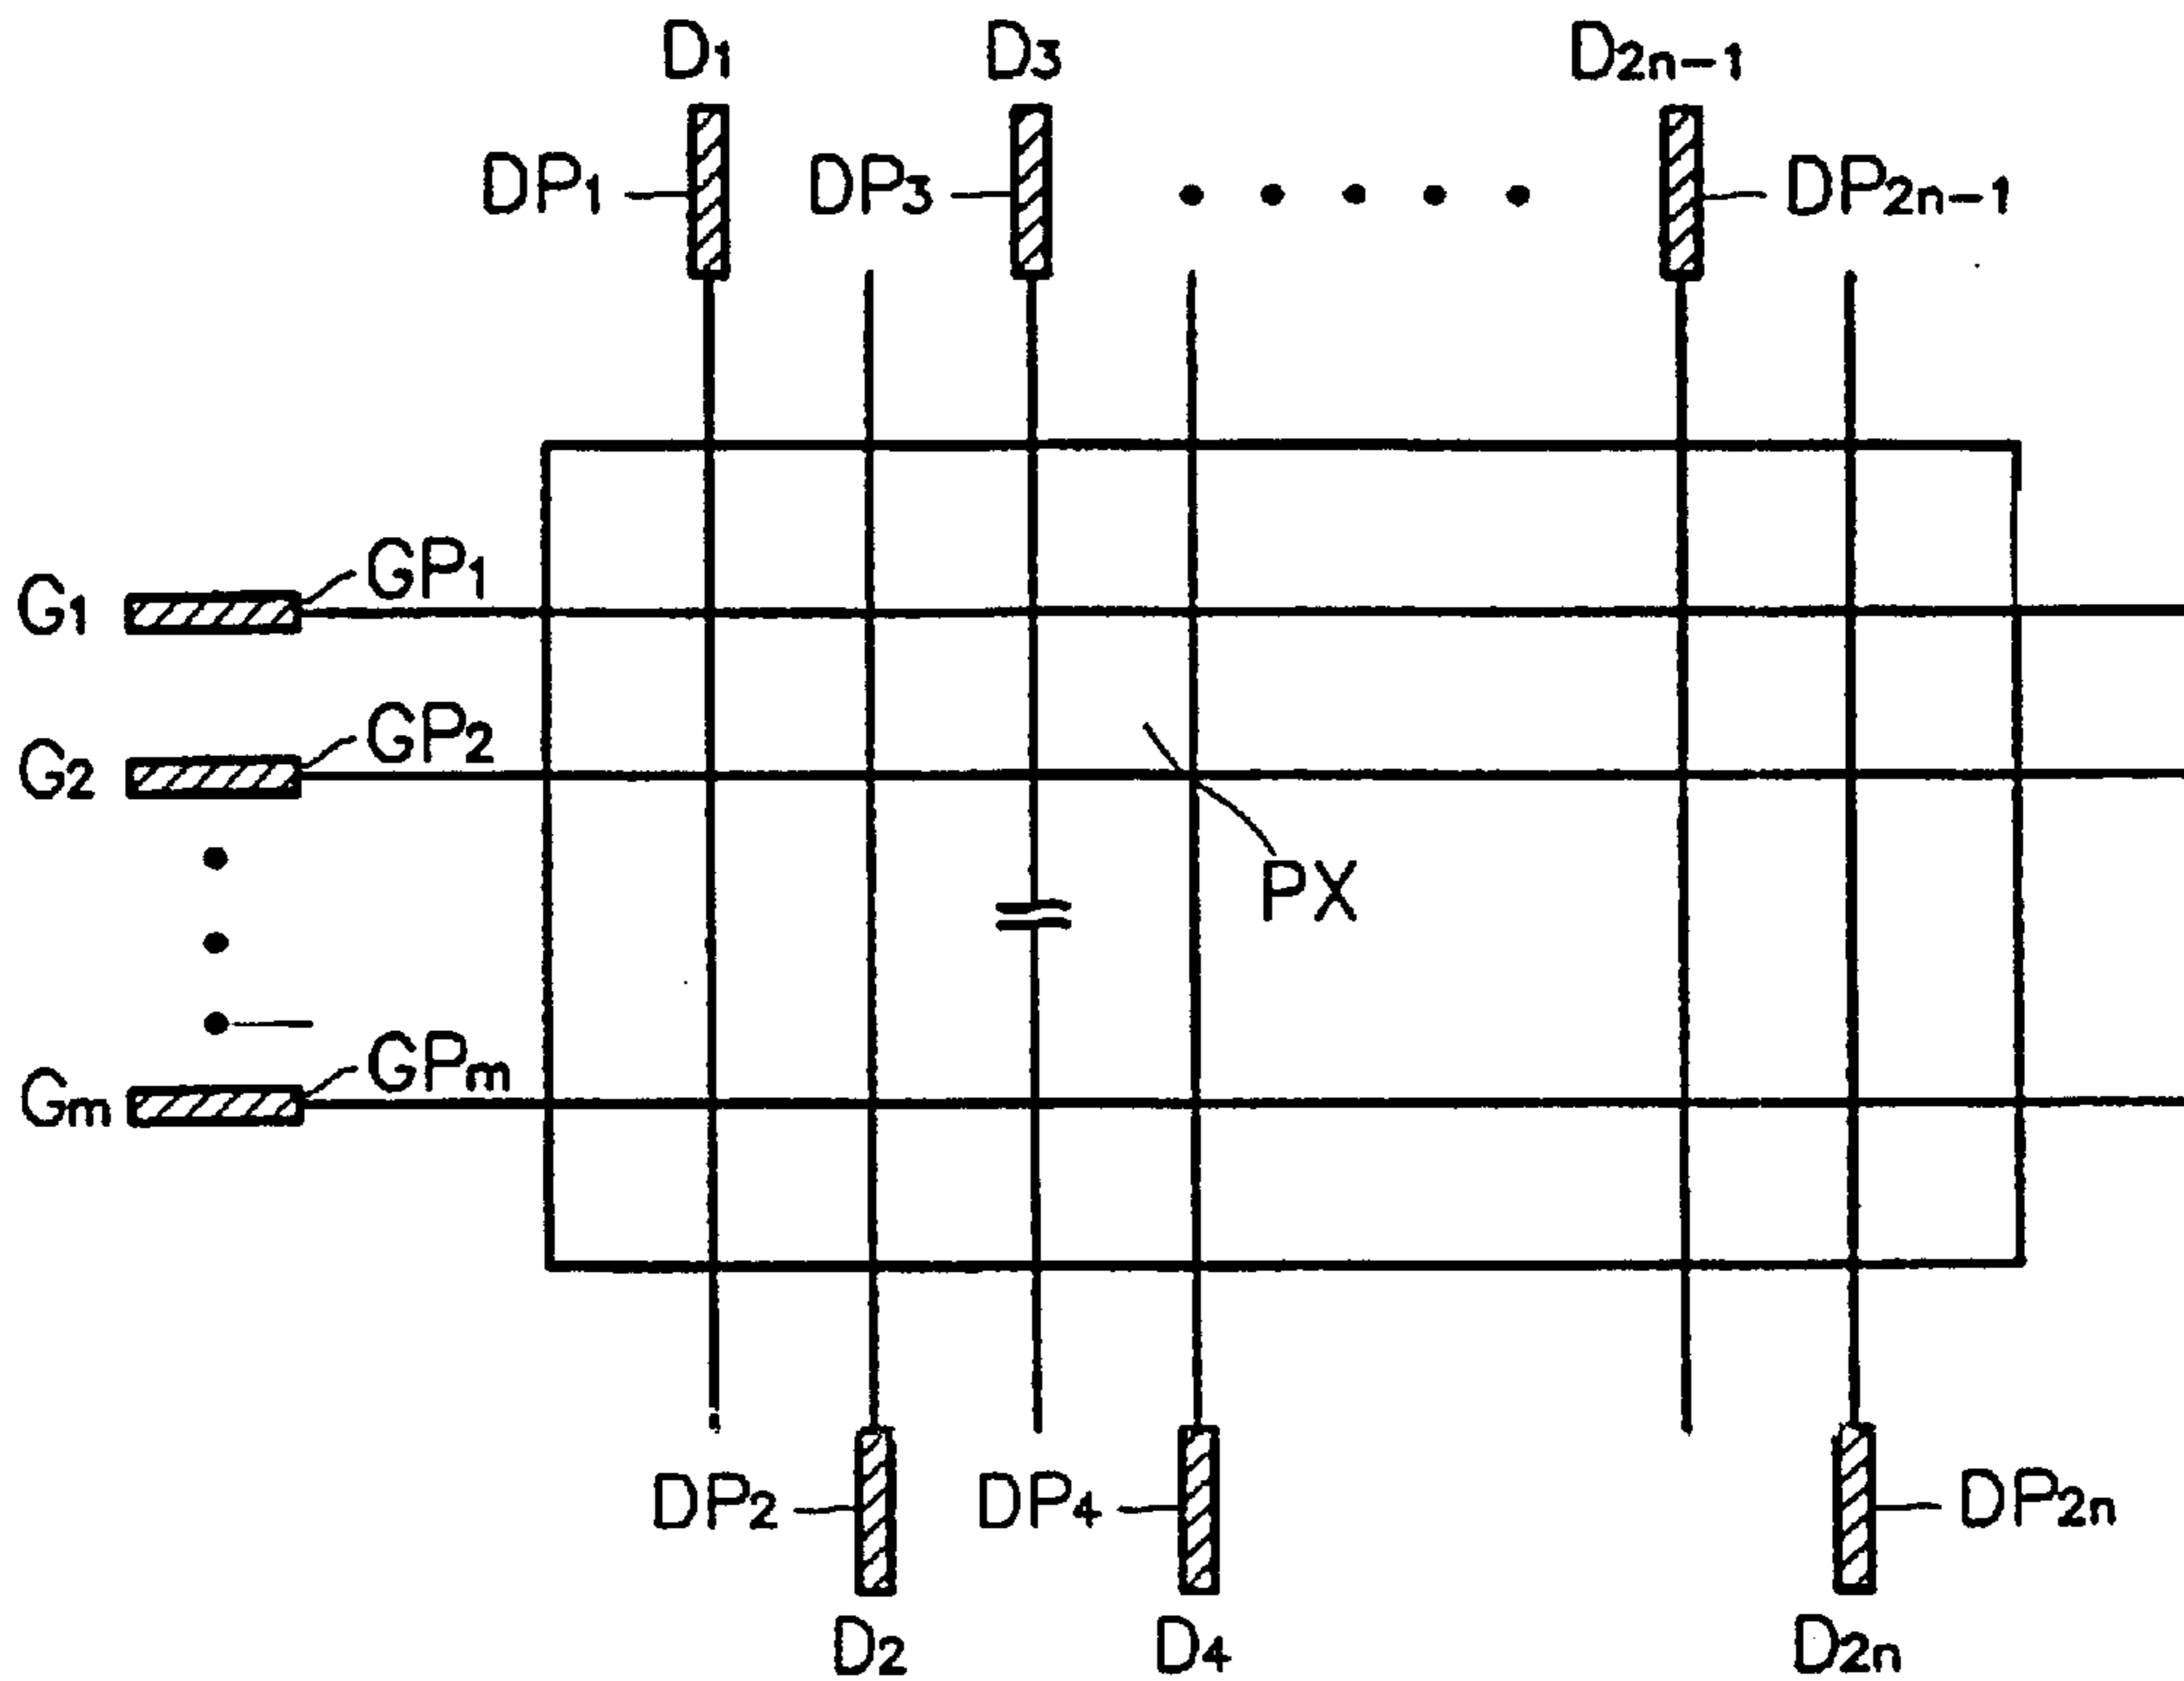 D1 D3 D2n-1
DP1 DP3 DP2n-1
G1 GP1
G2 GP2
PX
Gm GPm
DP2 DP4 DP2n
D2 D4 D2n